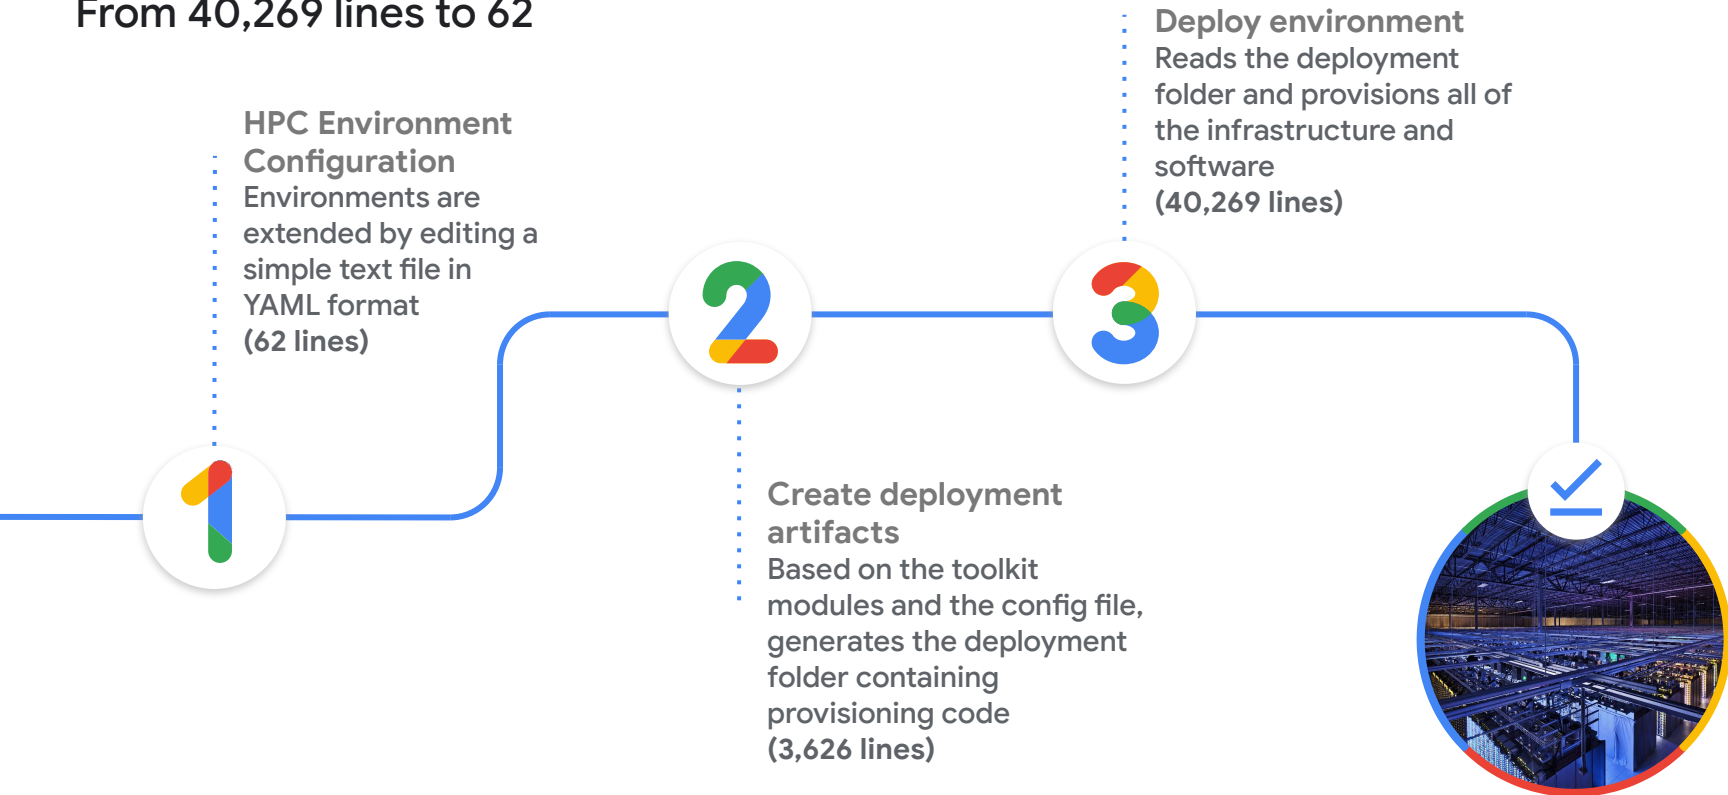 From 40,269 lines to 62
HPC Environment
Configuration
Environments are
extended by editing a
simple text file in
YAML format
(62 lines)
1
2
Create deployment
artifacts
Based on the toolkit
modules and the config file,
generates the deployment
folder containing
provisioning code
(3,626 lines)
3
Deploy environment
Reads the deployment
folder and provisions all of
the infrastructure and
software
(40,269 lines)